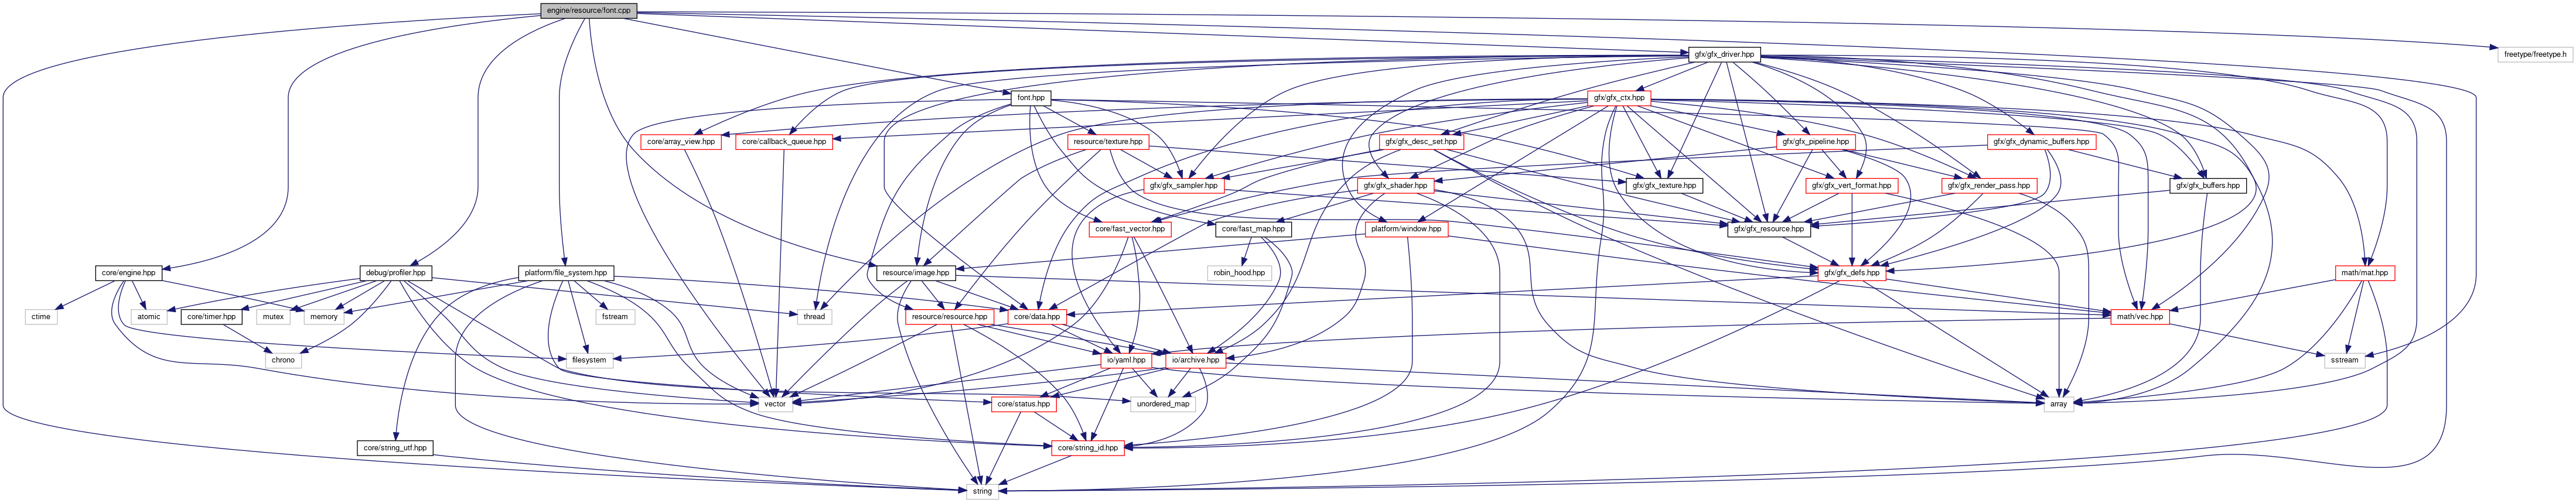 engine/resource/font.cpp
gfx/gfx_driver.hpp
freetype/freetype.h
font.hpp
gfx/gfx_ctx.hpp
core/array_view.hpp
core/callback_queue.hpp
resource/texture.hpp
gfx/gfx_desc_set.hpp
gfx/gfx_pipeline.hpp
gfx/gfx_dynamic_buffers.hpp
gfx/gfx_sampler.hpp
gfx/gfx_shader.hpp
gfx/gfx_texture.hpp
gfx/gfx_vert_format.hpp
gfx/gfx_render_pass.hpp
gfx/gfx_buffers.hpp
core/fast_vector.hpp
core/fast_map.hpp
platform/window.hpp
gfx/gfx_resource.hpp
core/engine.hpp
debug/profiler.hpp
platform/file_system.hpp
resource/image.hpp
robin_hood.hpp
gfx/gfx_defs.hpp
math/mat.hpp
ctime
atomic
core/timer.hpp
mutex
memory
fstream
thread
resource/resource.hpp
core/data.hpp
math/vec.hpp
chrono
filesystem
io/yaml.hpp
io/archive.hpp
sstream
vector
core/status.hpp
unordered_map
array
core/string_utf.hpp
core/string_id.hpp
string